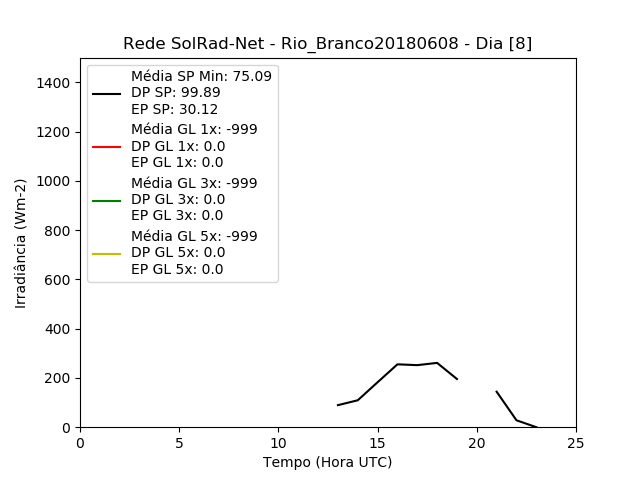 Rede SolRad-Net - Rio_Branco20180608 - Dia [8]
Irradiância (Wm-2)
1400
1200
1000
800
600
400
200
0
Média SP Min: 75.09
DP SP: 99.89
EP SP: 30.12
Média GL 1x: -999
DP GL 1x: 0.0
EP GL 1x: 0.0
Média GL 3x: -999
DP GL 3x: 0.0
EP GL 3x: 0.0
Média GL 5x: -999
DP GL 5x: 0.0
EP GL 5x: 0.0
0 5 10 15 20 25
Tempo (Hora UTC)